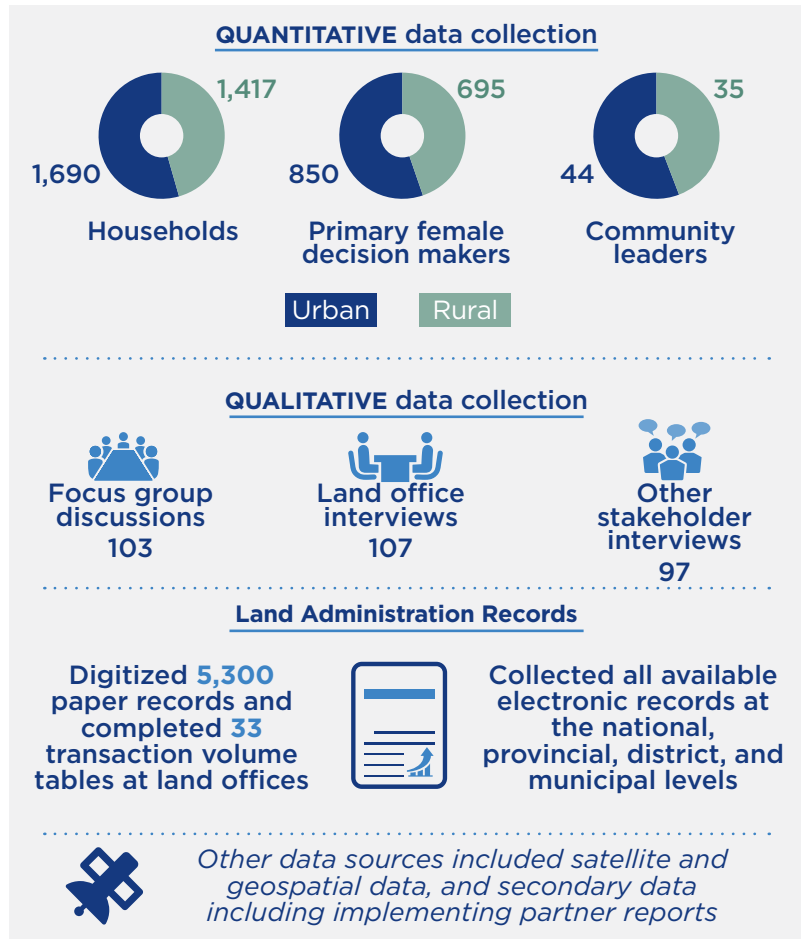 QUANTITATIVE data collection
1,417
1,690
Households
695
850
Primary female
decision makers
35
44
Community
leaders
Urban
Rural
QUALITATIVE data collection
Focus group
discussions
103
Land office
interviews
107
Other
stakeholder
interviews
97
Land Administration Records
Digitized 5,300
paper records and
completed 33
transaction volume
tables at land offices
Collected all available
electronic records at
the national,
provincial, district, and
municipal levels
Other data sources included satellite and
geospatial data, and secondary data
including implementing partner reports